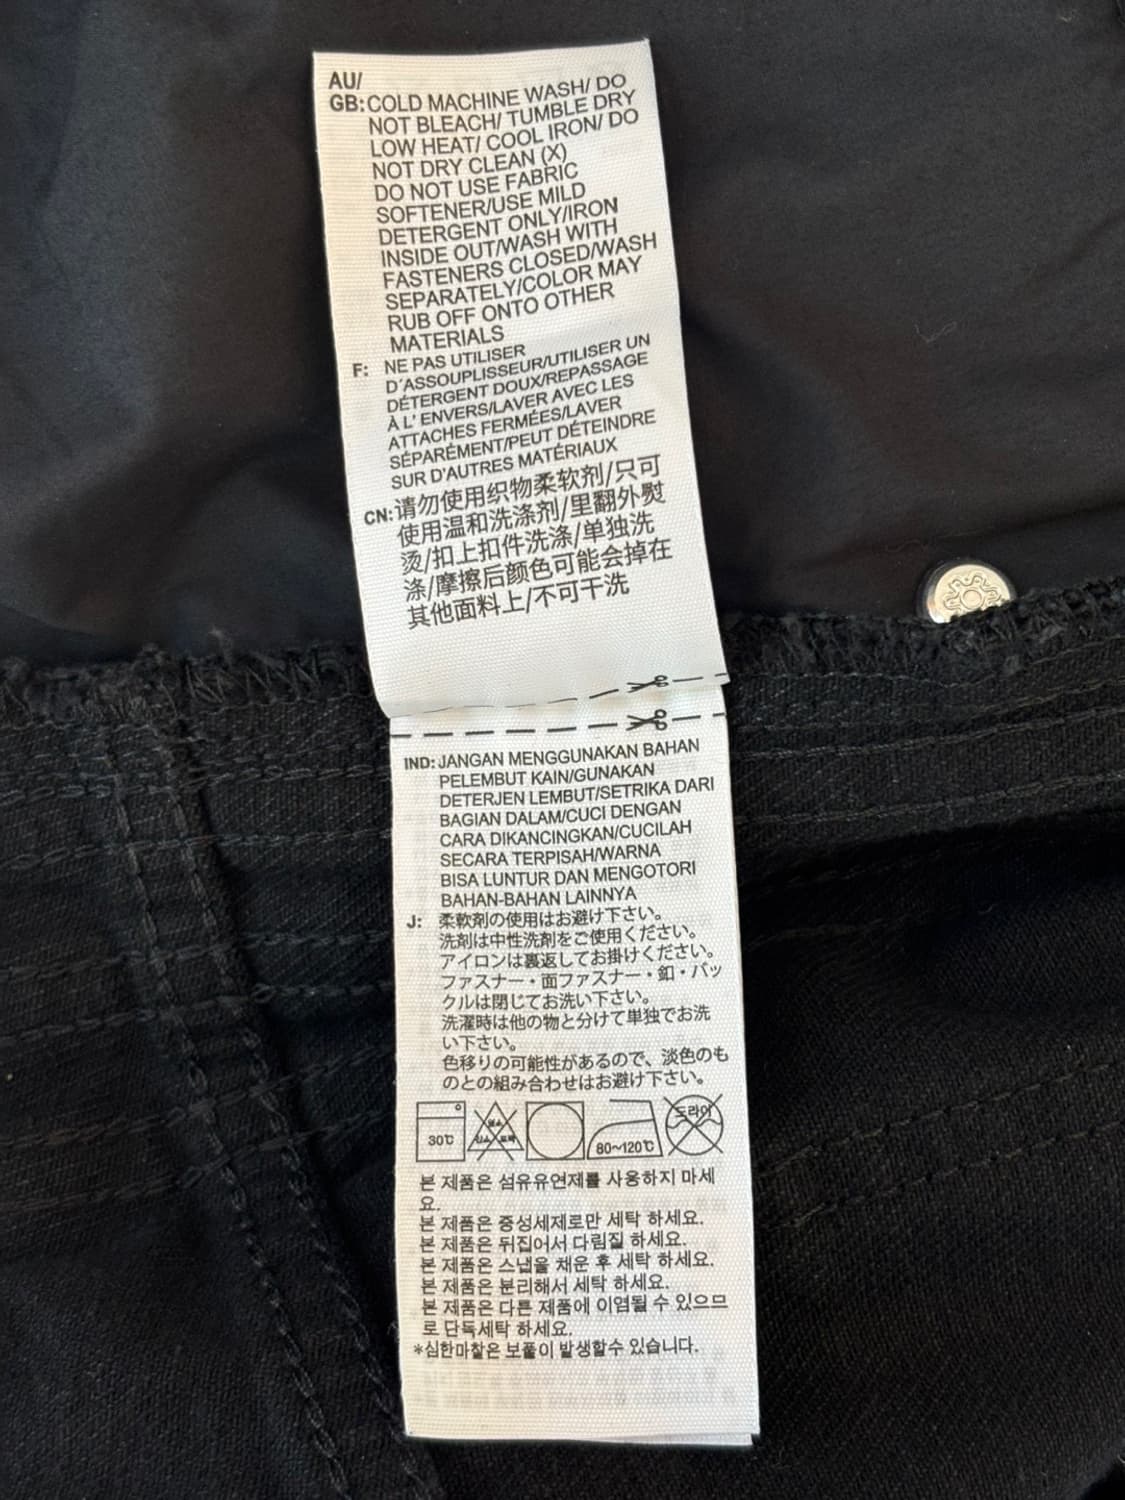 AU/
GB: COLD MACHINE WASH/ DO
NOT BLEACH/ TUMBLE DRY
LOW HEAT/ COOL IRON/ DO
NOT DRY CLEAN (X)
DO NOT USE FABRIC
SOFTENER/USE MILD
DETERGENT ONLY/IRON
INSIDE OUT/WASH WITH
FASTENERS CLOSED/WASH
SEPARATELY/COLOR MAY
RUB OFF ONTO OTHER
MATERIALS
F: NE PAS UTILISER
D'ASSOUPLISSEUR/UTILISER UN
DÉTERGENT DOUX/REPASSAGE
À L' ENVERS/LAVER AVEC LES
ATTACHES FERMÉES/LAVER
SÉPARÉMENT/PEUT DÉTEINDRE
SUR D'AUTRES MATÉRIAUX
CN: 请勿使用织物柔软剂/只可
使用温和洗涤剂/里翻外熨
烫/扣上扣件洗涤/单独洗
涤/摩擦后颜色可能会掉在
其他面料上/不可干洗
IND: JANGAN MENGGUNAKAN BAHAN
PELEMBUT KAIN/GUNAKAN
DETERJEN LEMBUT/SETRIKA DARI
BAGIAN DALAM/CUCI DENGAN
CARA DIKANCINGKAN/CUCILAH
SECARA TERPISAH/WARNA
BISA LUNTUR DAN MENGOTORI
BAHAN-BAHAN LAINNYA
J: 柔軟剤の使用はお避け下さい。
洗剤は中性洗剤をご使用ください。
アイロンは裏返してお掛けください。
ファスナー・面ファスナー・釦・バッ
クルは閉じてお洗い下さい。
洗濯時は他の物と分けて単独でお洗
い下さい。
色移りの可能性があるので、淡色のも
のとの組み合わせはお避け下さい。
30℃ 80~120℃ 드라이
본 제품은 섬유유연제를 사용하지 마세
요.
본 제품은 중성세제로만 세탁 하세요.
본 제품은 뒤집어서 다림질 하세요.
본 제품은 스냅을 채운 후 세탁 하세요.
본 제품은 분리해서 세탁 하세요.
본 제품은 다른 제품에 이염될 수 있으므
로 단독세탁 하세요.
*심한마찰은 보풀이 발생할수 있습니다.